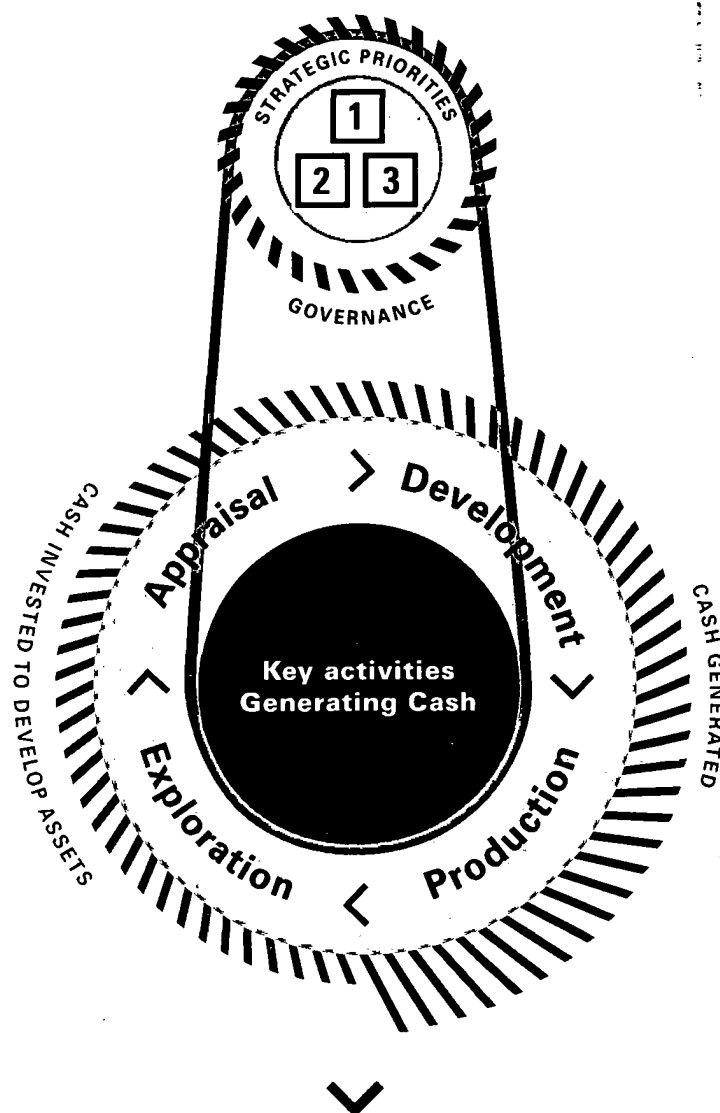 STRATEGIC PRIORITIES
1
2 3
GOVERNANCE
Appraisal
Development
CASH INVESTED TO DEVELOP ASSETS
CASH GENERATED
Key activities
Generating Cash
Exploration
Production